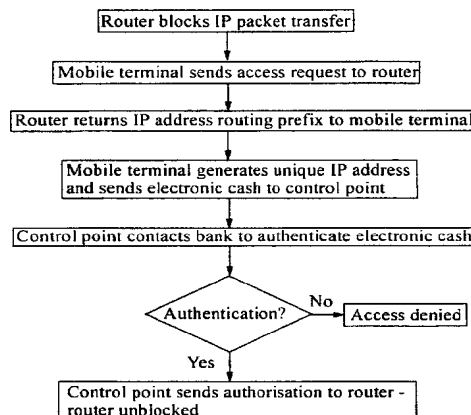 Router blocks IP packet transfer
Mobile terminal sends access request to router
Router returns IP address routing prefix to mobile terminal
Mobile terminal generates unique IP address
and sends electronic cash to control point
Control point contacts bank to authenticate electronic cash
Authentication?
No
Access denied
Yes
Control point sends authorisation to router -
router unblocked